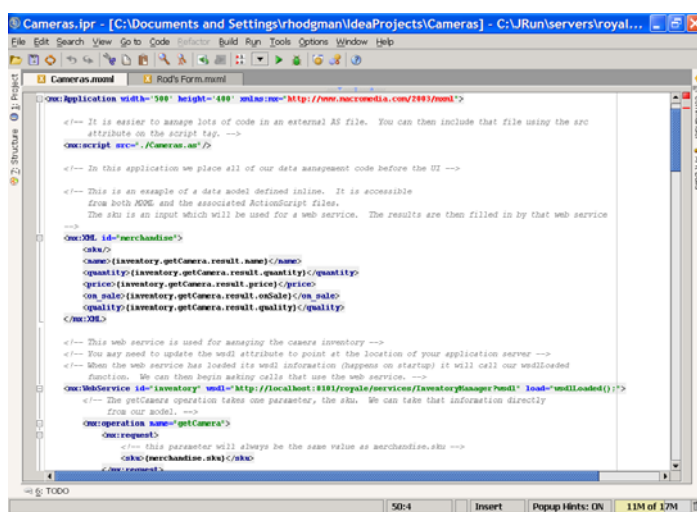 Cameras.ipr - [C:\Documents and Settings\rhodgman\IdeaProjects\Cameras] - C:\JRun\servers\royal...
File Edit Search View Go to Code Refactor Build Run Tools Options Window Help
Cameras.mxml Rod's Form.mxml
1: Project
7: Structure
<mx:Application width='500' height='480' xmlns:mx="http://www.macromedia.com/2003/mxml">
<!-- It is easier to manage lots of code in an external AS file. You can then include that file using the src
attribute on the script tag. -->
<mx:script src="./Cameras.as"/>
<!-- In this application we place all of our data management code before the UI -->
<!-- This is an example of a data model defined inline. It is accessible
from both MXML and the associated ActionScript files.
The sku is an input which will be used for a web service. The results are then filled in by that web service
-->
<mx:XML id="merchandise">
<sku/>
<name>{inventory.getCamera.result.name}</name>
<quantity>{inventory.getCamera.result.quantity}</quantity>
<price>{inventory.getCamera.result.price}</price>
<on_sale>{inventory.getCamera.result.onSale}</on_sale>
<quality>{inventory.getCamera.result.quality}</quality>
</mx:XML>
<!-- This web service is used for managing the camera inventory -->
<!-- You may need to update the wsdl attribute to point at the location of your application server -->
<!-- When the web service has loaded its wsdl information (happens on startup) it will call our wsdlLoaded
function. We can then begin making calls that use the web service. -->
<mx:WebService id="inventory" wsdl="http://localhost:8101/royale/services/InventoryManager?wsdl" load="wsdlLoaded();">
<!-- The getCamera operation takes one parameter, the sku. We can take that information directly
from our model. -->
<mx:operation name="getCamera">
<mx:request>
<!-- this parameter will always be the same value as merchandise.sku -->
<sku>{merchandise.sku}</sku>
</mx:request>
6: TODO
50:4 Insert Popup Hints: ON 11M of 17M